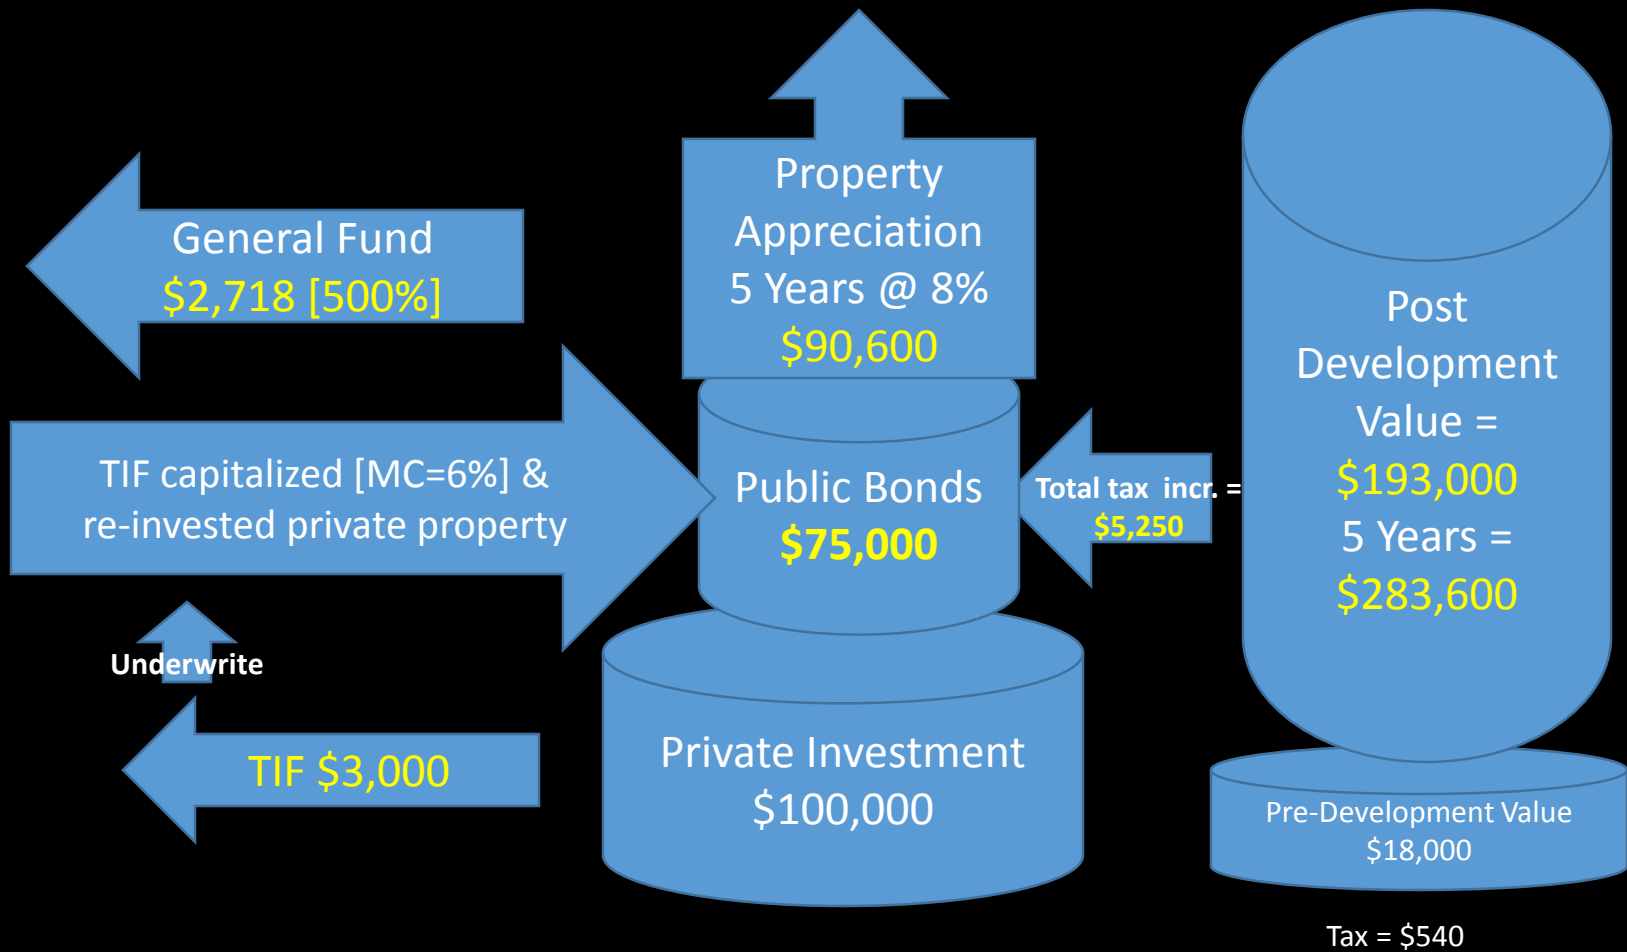 Property
Appreciation
5 Years @ 8%
$90,600
General Fund
$2,718 [500%]
Post
Development
Value =
$193,000
5 Years =
$283,600
TIF capitalized [MC=6%] &
re-invested private property
Public Bonds
$75,000
Total tax incr. =
$5,250
Underwrite
TIF $3,000
Private Investment
$100,000
Pre-Development Value
$18,000
Tax = $540